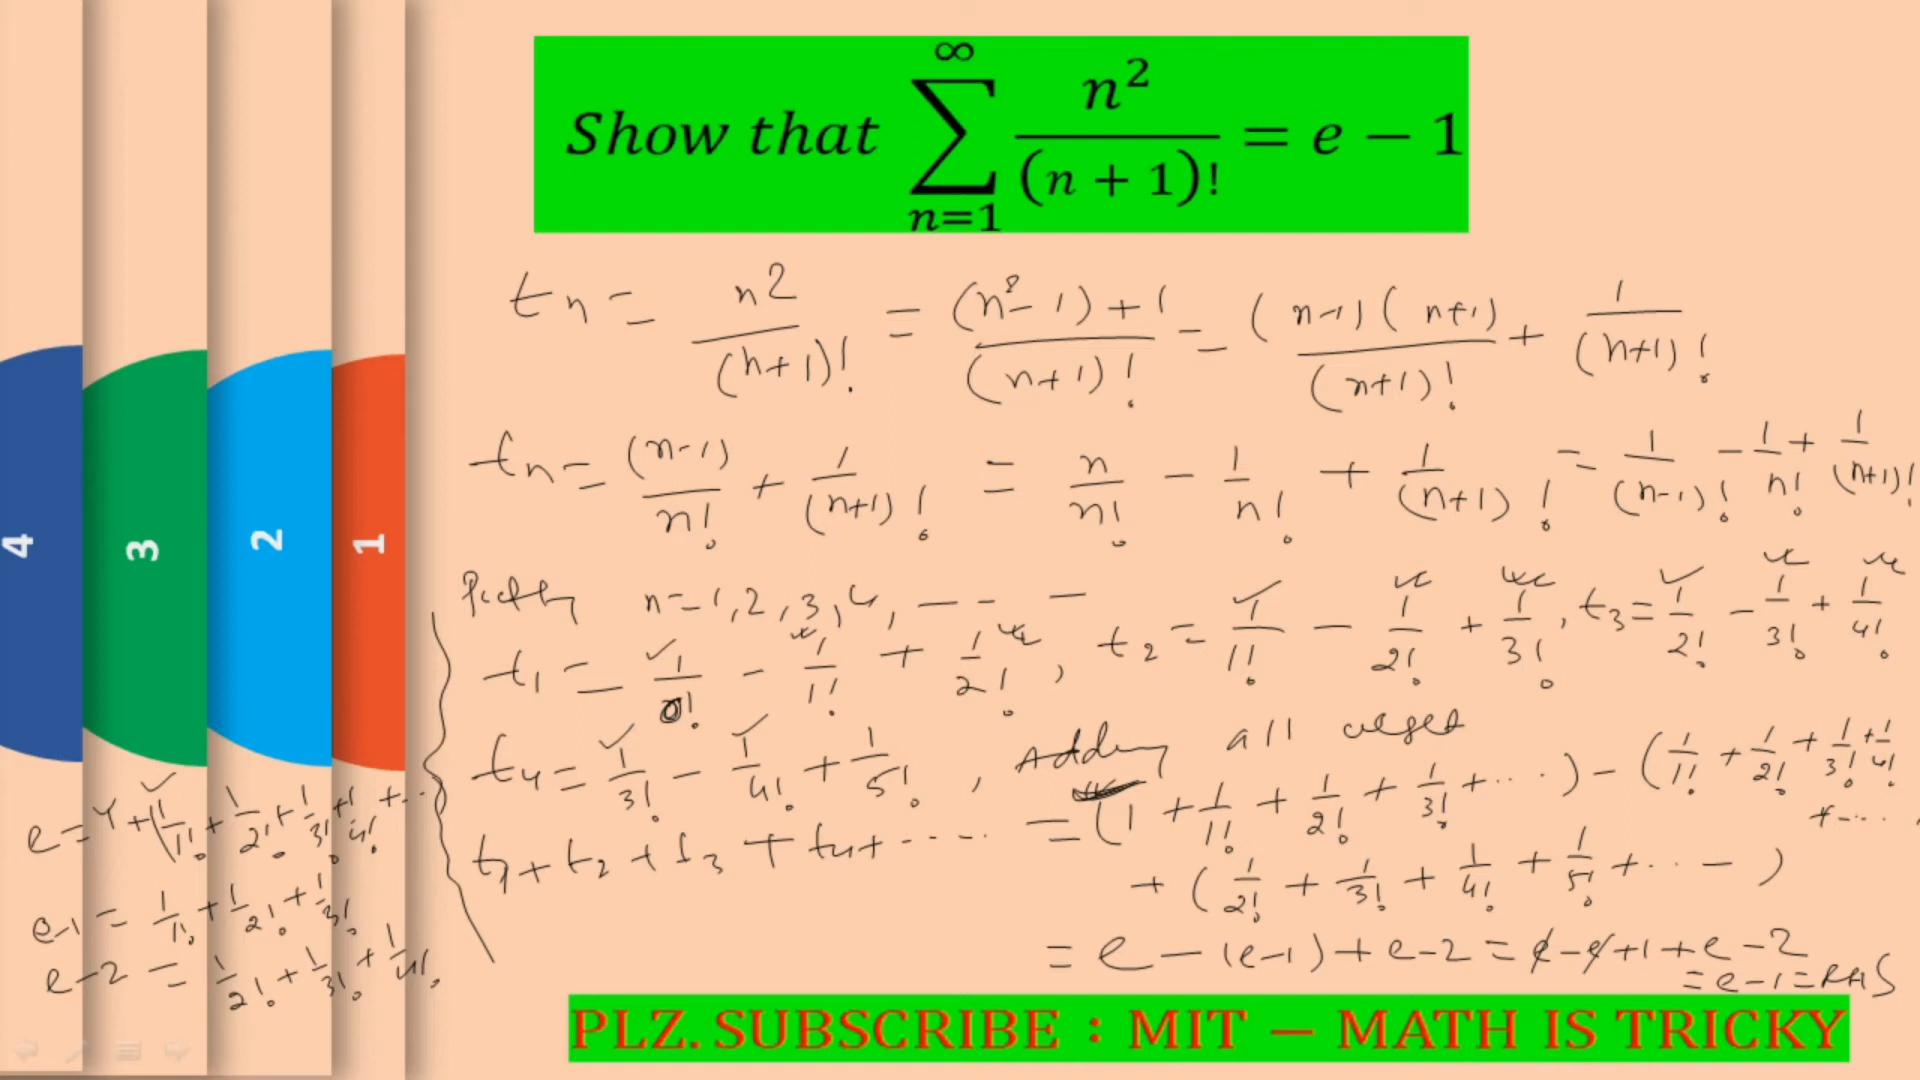 Show that ∑_{n=1}^{∞} n²/(n + 1)! = e − 1
tn = n²/(n+1)! = ((n²-1)+1)/(n+1)! = (n-1)(n+1)/(n+1)! + 1/(n+1)!
tn = (n-1)/n! + 1/(n+1)! = n/n! - 1/n! + 1/(n+1)! = 1/(n-1)! - 1/n! + 1/(n+1)!
n=1,2,3,4, - - -
t1 = 1/0! - 1/1! + 1/2!, t2 = 1/1! - 1/2! + 1/3!, t3 = 1/2! - 1/3! + 1/4!
t4 = 1/3! - 1/4! + 1/5!, Adding all
t1 + t2 + t3 + t4 + ...... = (1 + 1/1! + 1/2! + 1/3! + ....) - (1/1! + 1/2! + 1/3! + 1/4! + ....
+ (1/2! + 1/3! + 1/4! + 1/5! + ...-)
= e - (e-1) + e-2 = e-e+1+e-2
= e-1 = RHS
e = 1 + (1/1! + 1/2! + 1/3! + 1/4! + ...
e-1 = 1/1! + 1/2! + 1/3!
e-2 = 1/2! + 1/3! + 1/4!
4
3
2
1
PLZ. SUBSCRIBE : MIT − MATH IS TRICKY